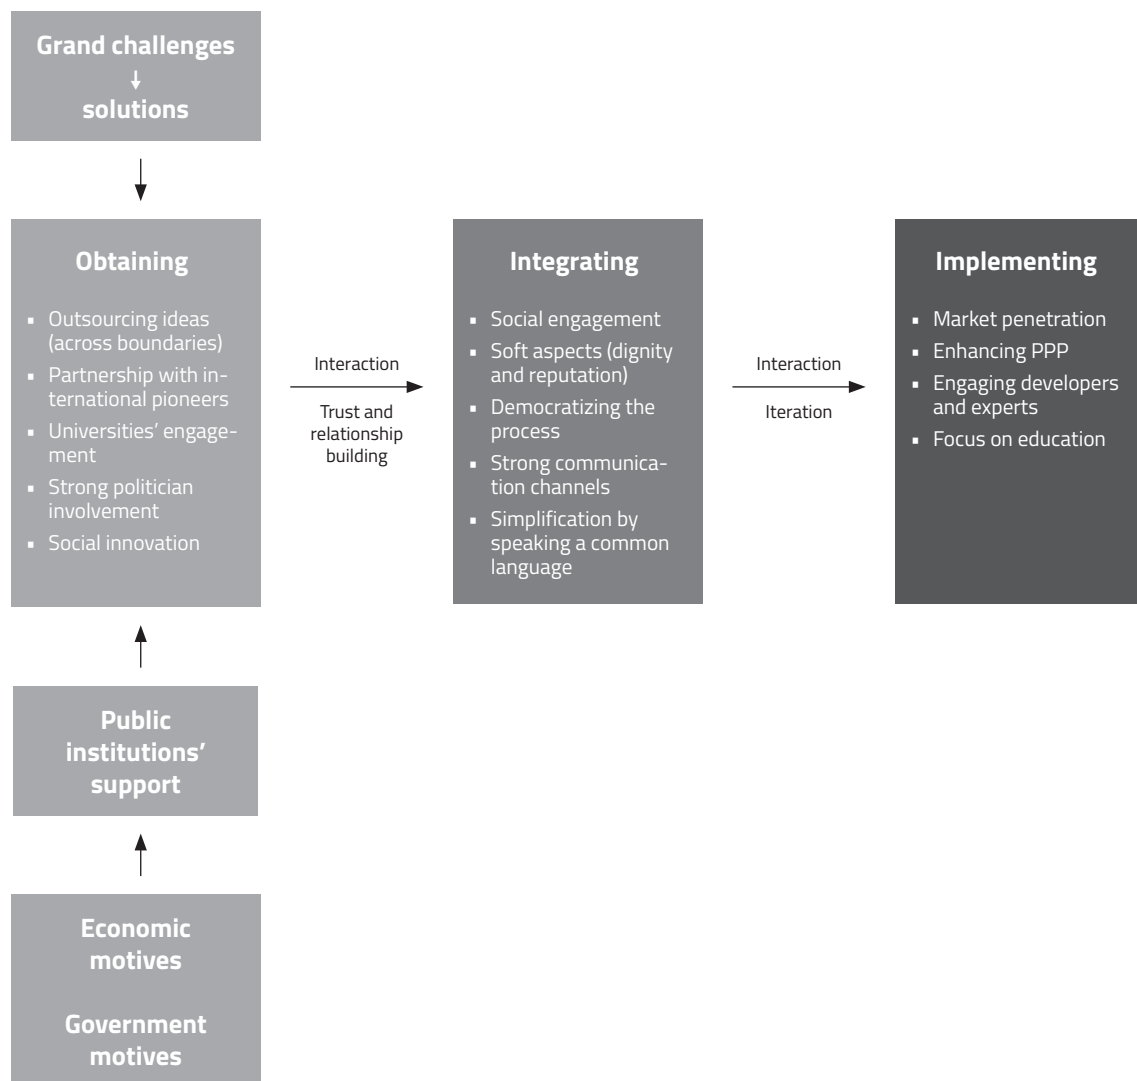 Grand challenges
solutions
Obtaining
▪ Outsourcing ideas
(across boundaries)
▪ Partnership with in-
ternational pioneers
▪ Universities’ engage-
ment
▪ Strong politician
involvement
▪ Social innovation
Interaction
Trust and
relationship
building
Integrating
▪ Social engagement
▪ Soft aspects (dignity
and reputation)
▪ Democratizing the
process
▪ Strong communica-
tion channels
▪ Simplification by
speaking a common
language
Interaction
Iteration
Implementing
▪ Market penetration
▪ Enhancing PPP
▪ Engaging developers
and experts
▪ Focus on education
Public
institutions’
support
Economic
motives
Government
motives